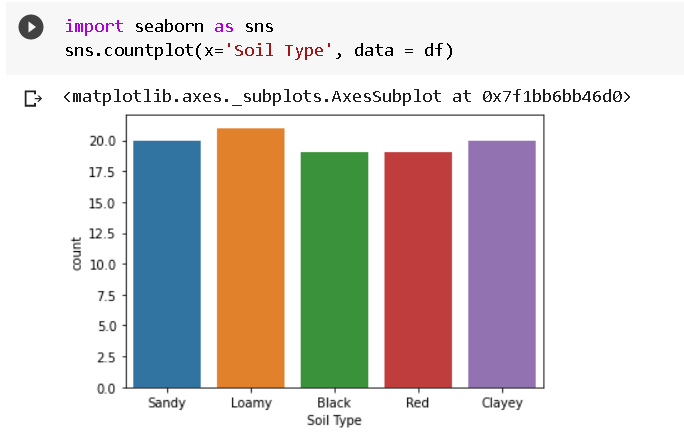 import seaborn as sns
sns.countplot(x='Soil Type', data = df)
<matplotlib.axes._subplots.AxesSubplot at 0x7f1bb6bb46d0>
20.0
17.5
15.0
12.5
10.0
7.5
5.0
2.5
0.0
count
Sandy Loamy Black Red Clayey
Soil Type